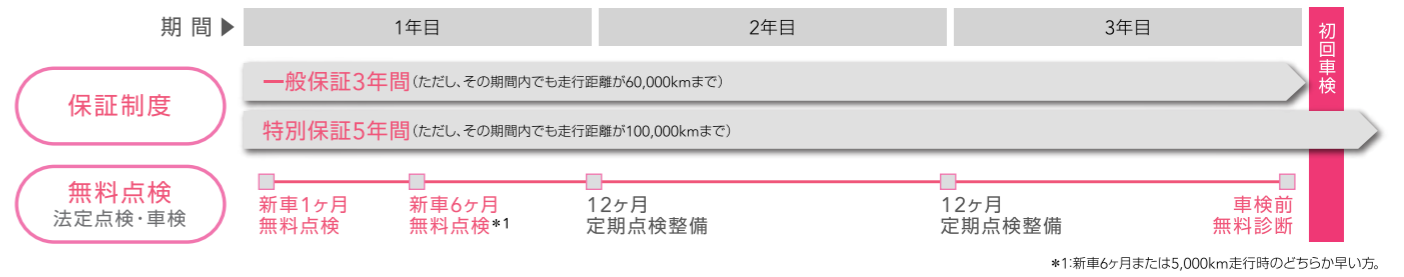 期間▶
1年目
2年目
3年目
初回車検
保証制度
一般保証3年間(ただし、その期間内でも走行距離が60,000kmまで)
特別保証5年間(ただし、その期間内でも走行距離が100,000kmまで)
無料点検
法定点検・車検
新車1ヶ月
無料点検
新車6ヶ月
無料点検*1
12ヶ月
定期点検整備
12ヶ月
定期点検整備
車検前
無料診断
*1:新車6ヶ月または5,000km走行時のどちらか早い方。